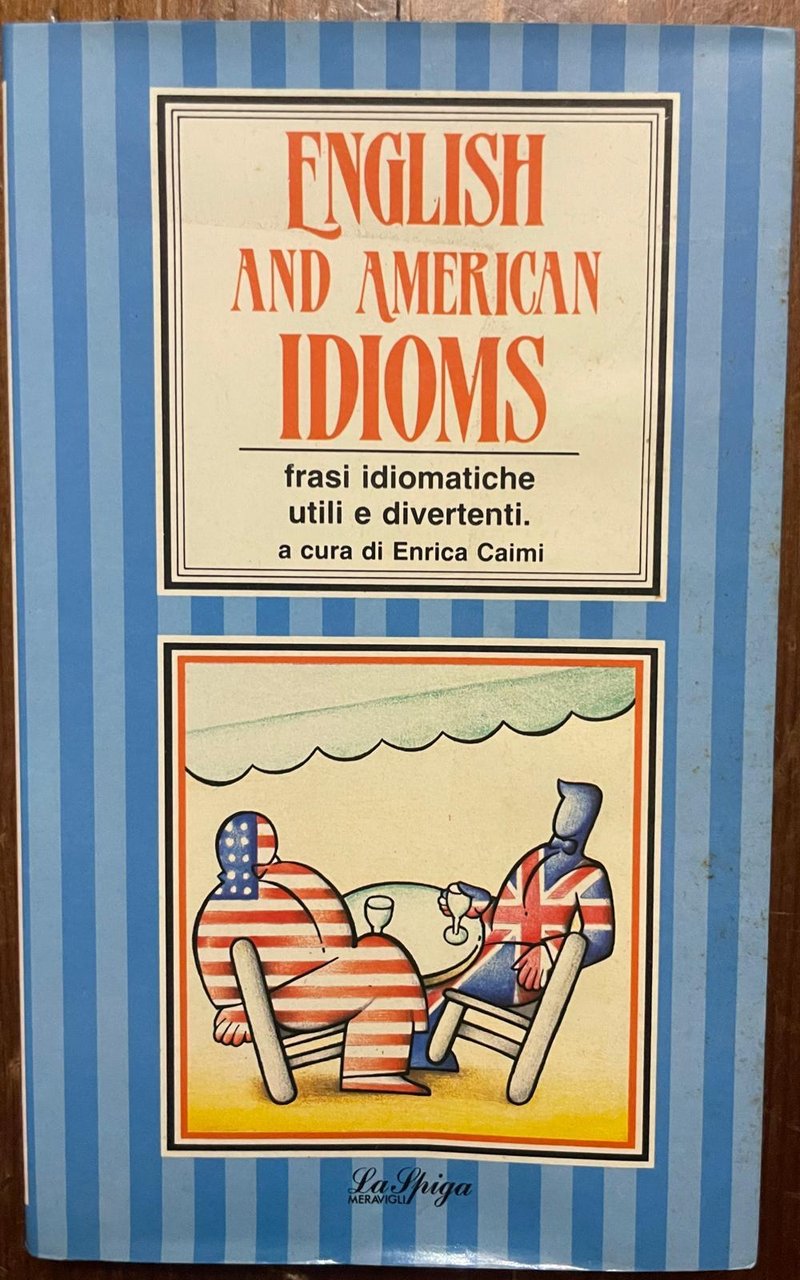 ENGLISH
AND AMERICAN
IDIOMS
frasi idiomatiche
utili e divertenti.
a cura di Enrica Caimi
La Spiga
MERAVIGLI